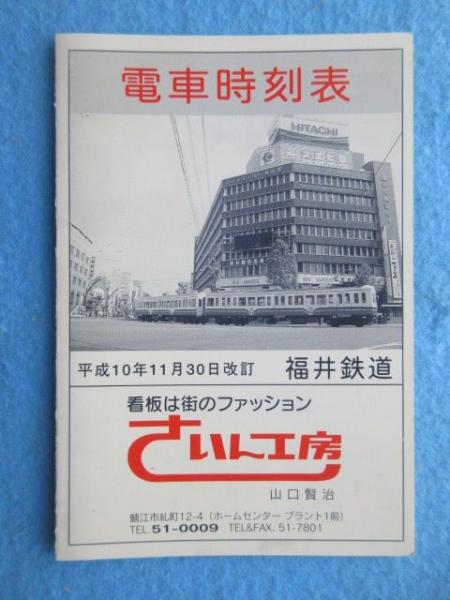 電車時刻表
HITACHI
平成10年11月30日改訂 福井鉄道
看板は街のファッション
さいん工房
山口賢治
鯖江市糺町12-4（ホームセンター プラント1前）
TEL.51-0009 TEL&FAX. 51-7801